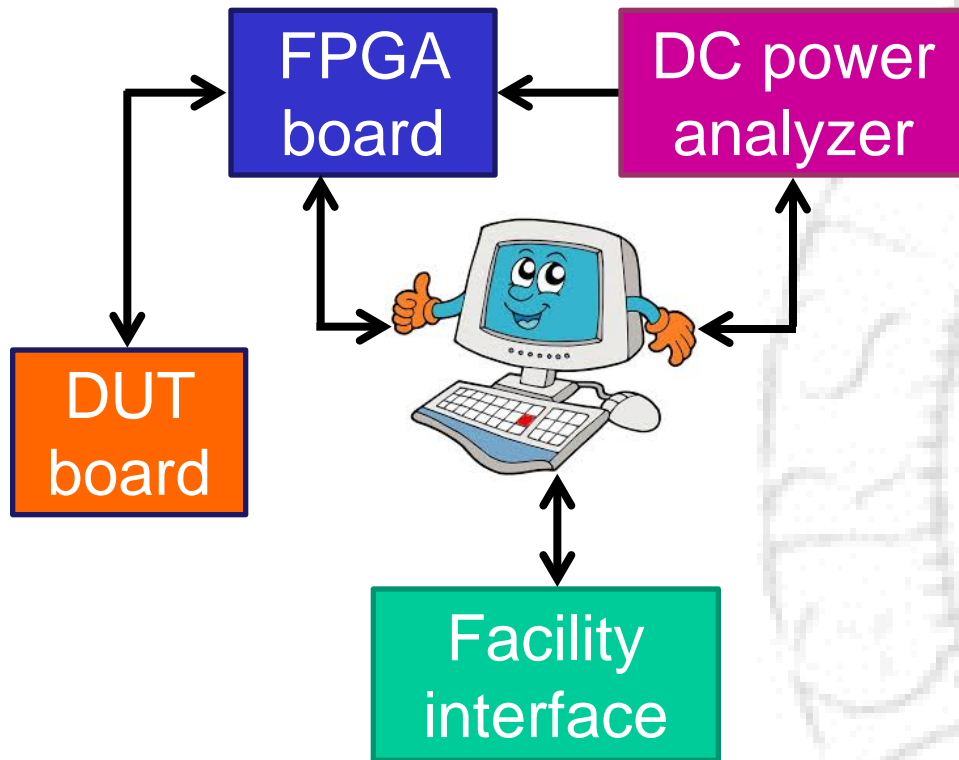 FPGA
board
DC power
analyzer
DUT
board
Facility
interface